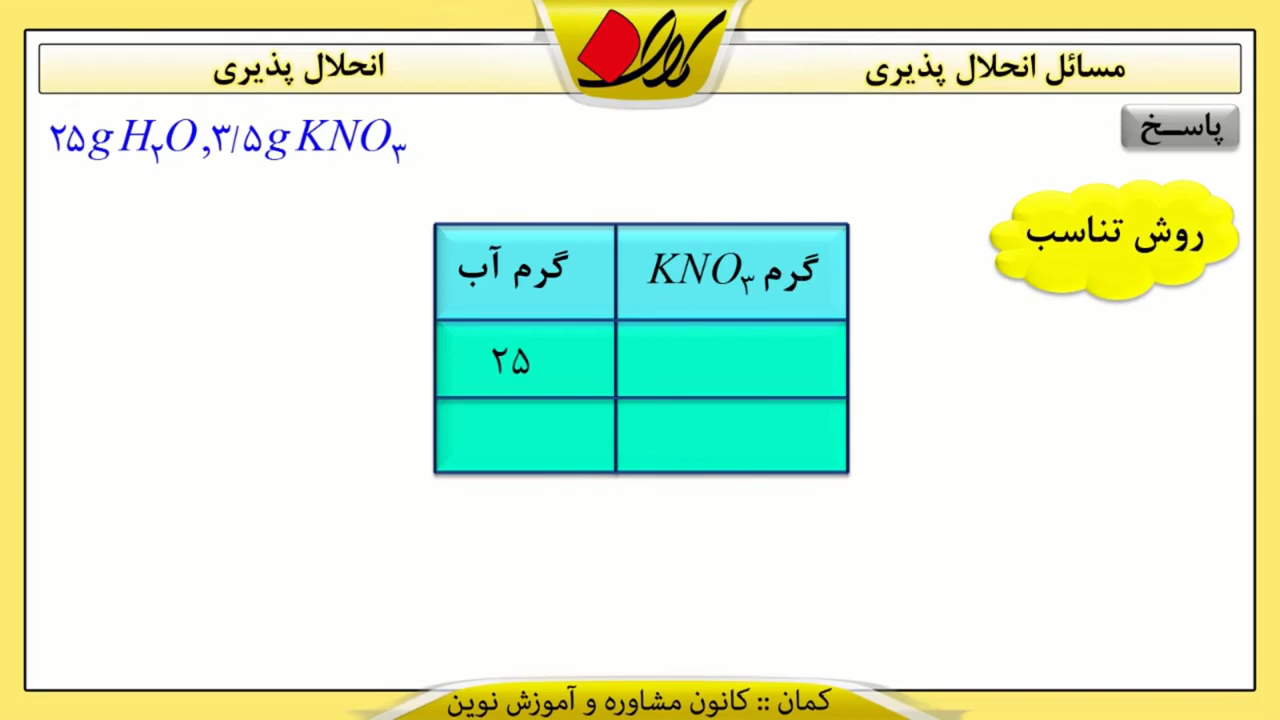 مسائل انحلال پذیری
انحلال پذیری
پاسـخ
۲۵g H۲O,۳/۵g KNO۳
روش تناسب
گرم KNO۳
گرم آب
۲۵
کمان :: کانون مشاوره و آموزش نوین